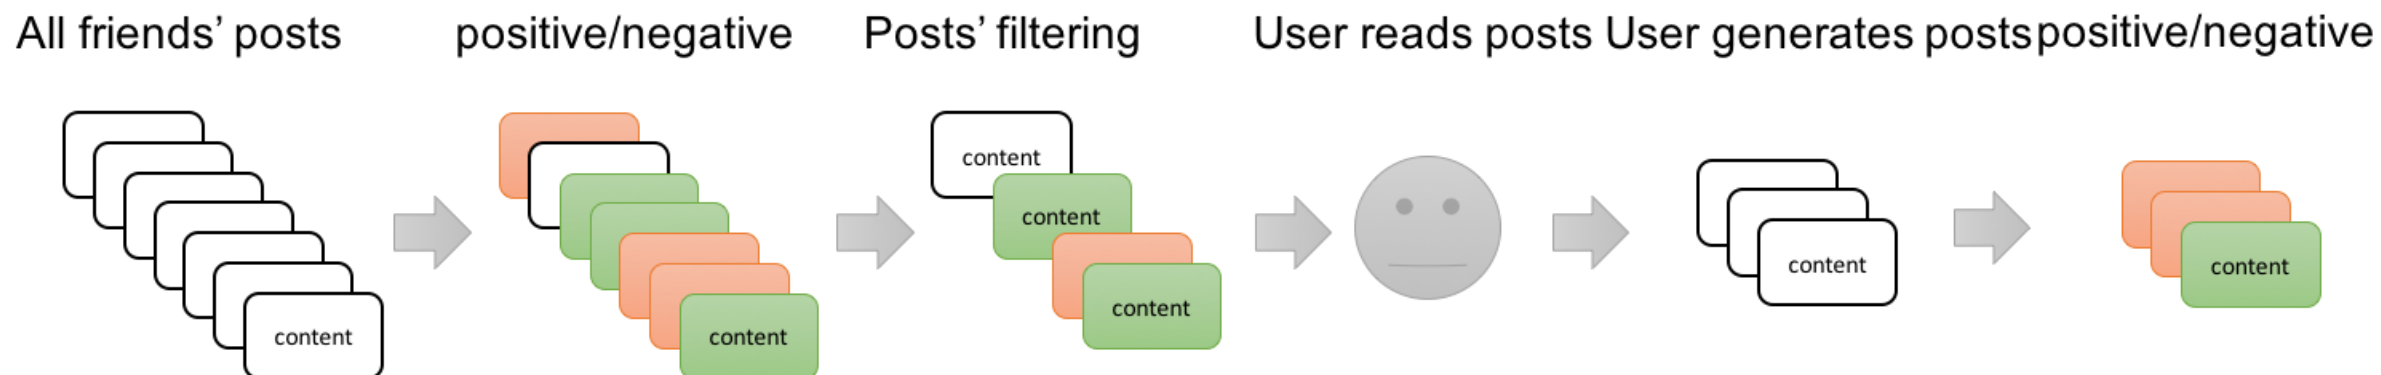 All friends’ posts
positive/negative
Posts’ filtering
User reads posts
User generates posts
positive/negative
content
content
content
content
content
content
content